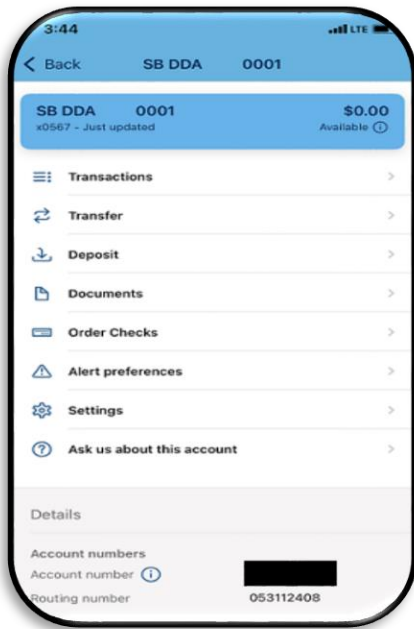 3:44 LTE
Back SB DDA 0001
SB DDA 0001 $0.00
x0567 - Just updated Available
Transactions
Transfer
Deposit
Documents
Order Checks
Alert preferences
Settings
Ask us about this account
Details
Account numbers
Account number
Routing number 053112408